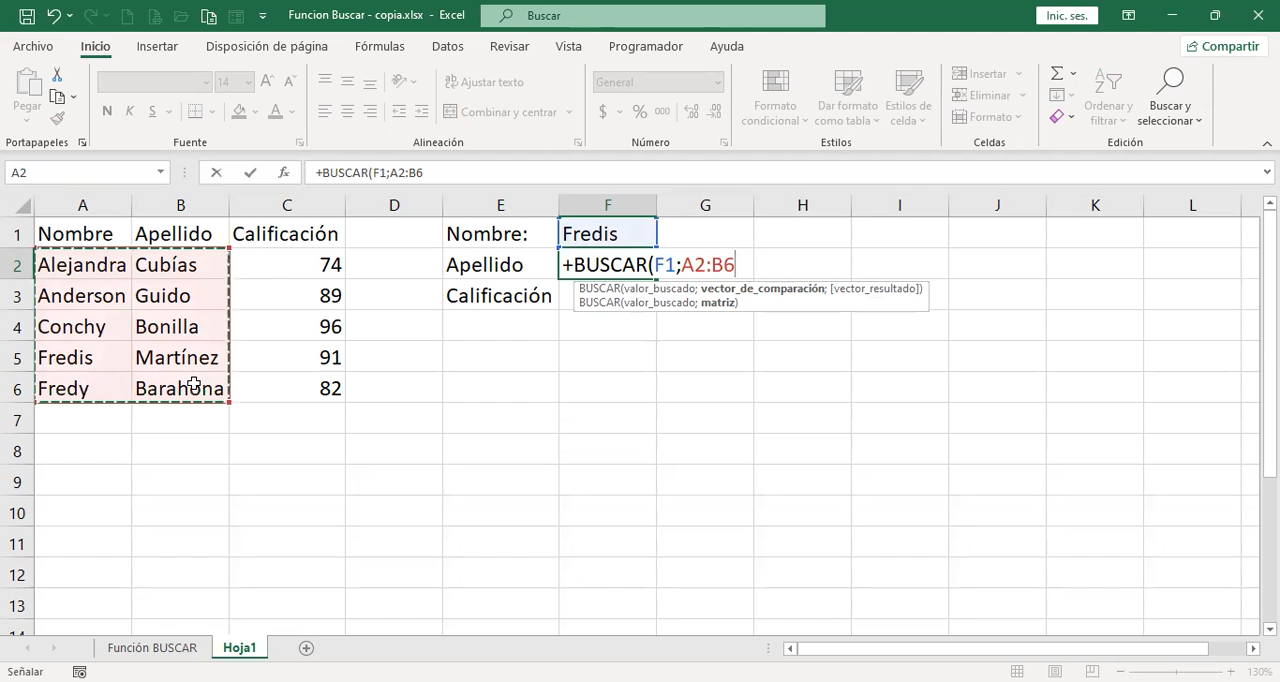 Funcion Buscar - copia.xlsx - Excel
Buscar
Inic. ses.
Archivo Inicio Insertar Disposición de página Fórmulas Datos Revisar Vista Programador Ayuda Compartir
14 A A Ajustar texto General Insertar Σ
Pegar N K S A Combinar y centrar $ % 000 Formato condicional Dar formato como tabla Estilos de celda Eliminar Formato Ordenar y filtrar Buscar y seleccionar
Portapapeles Fuente Alineación Número Estilos Celdas Edición
A2 fx +BUSCAR(F1;A2:B6
A B C D E F G H I J K L
1 Nombre Apellido Calificación Nombre: Fredis
2 Alejandra Cubías 74 Apellido +BUSCAR(F1;A2:B6
3 Anderson Guido 89 Calificación
BUSCAR(valor_buscado; vector_de_comparación; [vector_resultado])
BUSCAR(valor_buscado; matriz)
4 Conchy Bonilla 96
5 Fredis Martínez 91
6 Fredy Barahona 82
7
8
9
10
11
12
13
Función BUSCAR Hoja1
Señalar 130%